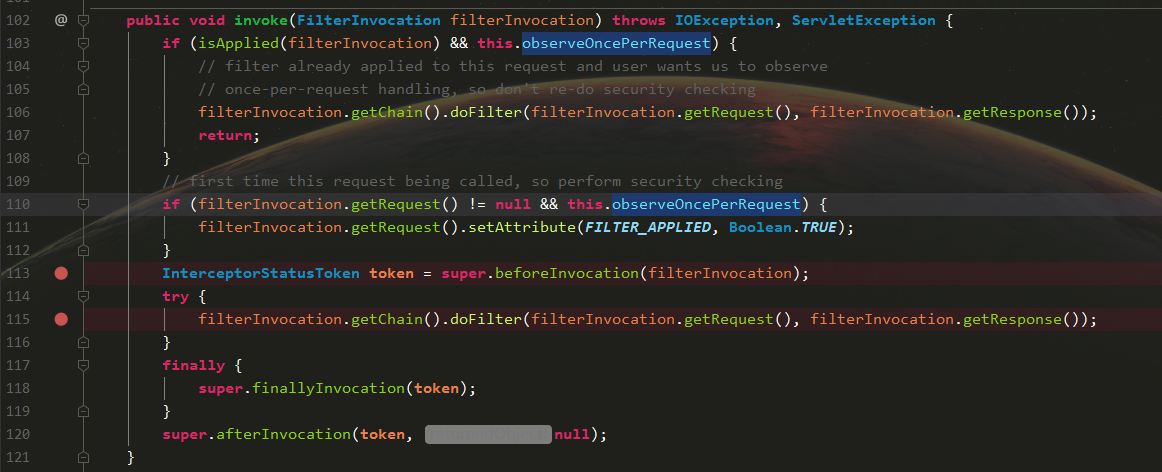 102 @ public void invoke(FilterInvocation filterInvocation) throws IOException, ServletException {
103 if (isApplied(filterInvocation) && this.observeOncePerRequest) {
104 // filter already applied to this request and user wants us to observe
105 // once-per-request handling, so don't re-do security checking
106 filterInvocation.getChain().doFilter(filterInvocation.getRequest(), filterInvocation.getResponse());
107 return;
108 }
109 // first time this request being called, so perform security checking
110 if (filterInvocation.getRequest() != null && this.observeOncePerRequest) {
111 filterInvocation.getRequest().setAttribute(FILTER_APPLIED, Boolean.TRUE);
112 }
113 InterceptorStatusToken token = super.beforeInvocation(filterInvocation);
114 try {
115 filterInvocation.getChain().doFilter(filterInvocation.getRequest(), filterInvocation.getResponse());
116 }
117 finally {
118 super.finallyInvocation(token);
119 }
120 super.afterInvocation(token, null);
121 }